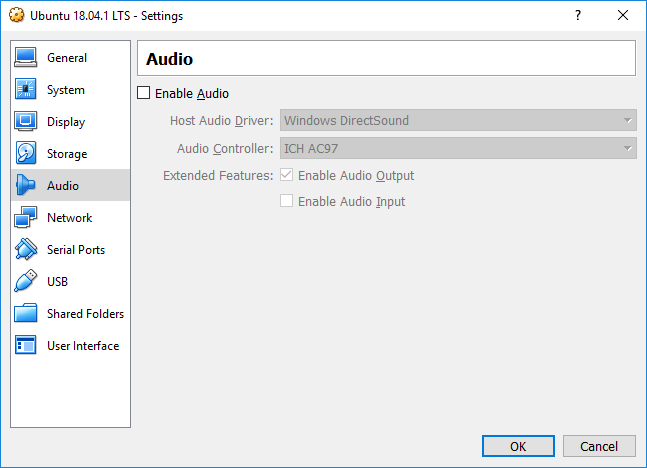 Ubuntu 18.04.1 LTS - Settings
?
General
System
Display
Storage
Audio
Network
Serial Ports
USB
Shared Folders
User Interface
Audio
Enable Audio
Host Audio Driver: Windows DirectSound
Audio Controller: ICH AC97
Extended Features: Enable Audio Output
Enable Audio Input
OK Cancel